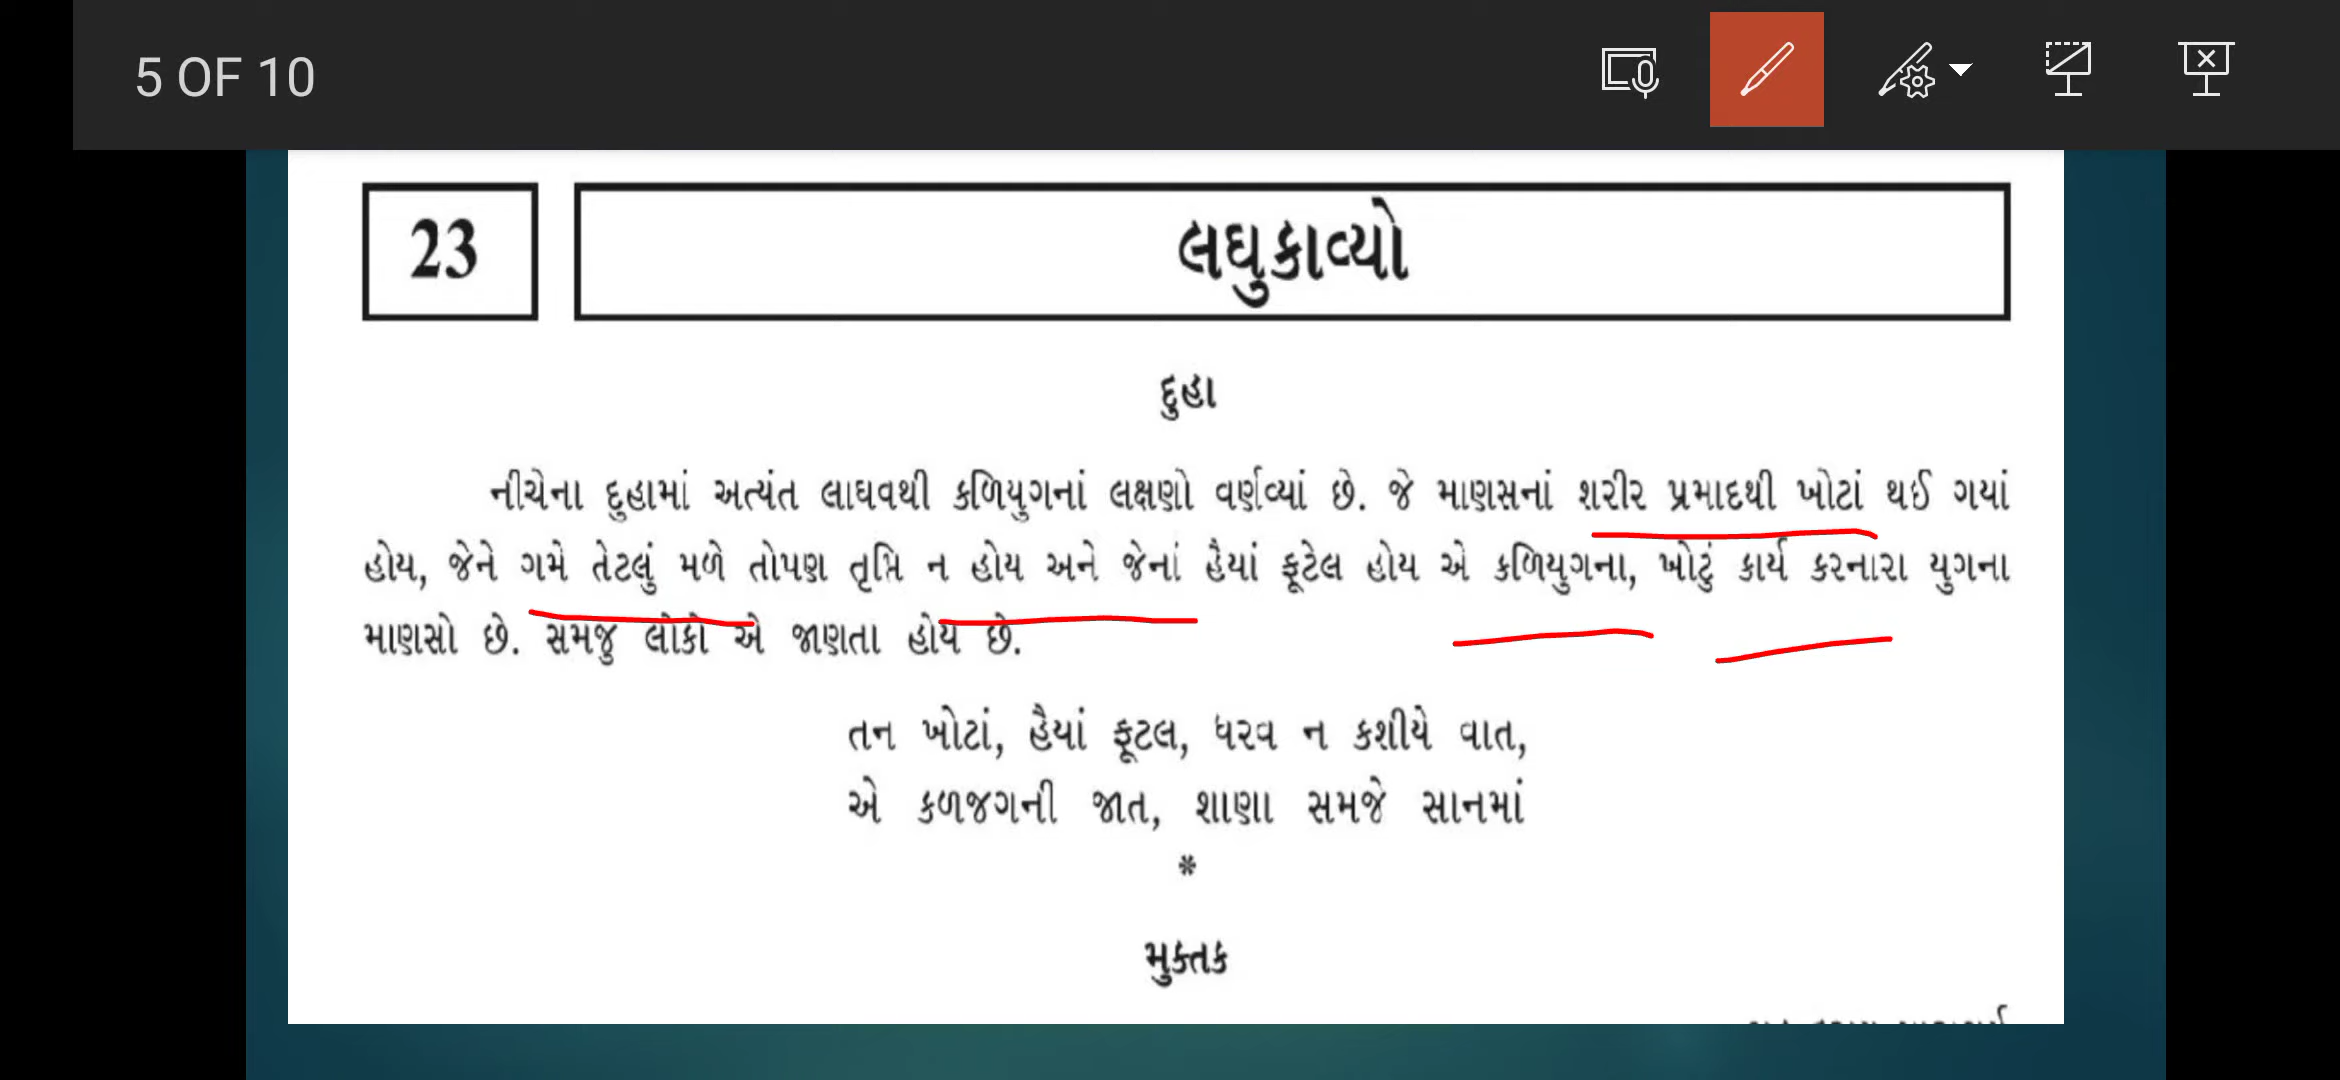 5 OF 10
23
લઘુકાવ્યો
દુહા
નીચેના દુહામાં અત્યંત લાઘવથી કળિયુગનાં લક્ષણો વર્ણવ્યાં છે. જે માણસનાં શરીર પ્રમાદથી ખોટાં થઈ ગયાં
હોય, જેને ગમે તેટલું મળે તોપણ તૃપ્તિ ન હોય અને જેનાં હૈયાં ફૂટેલ હોય એ કળિયુગના, ખોટું કાર્ય કરનારા યુગના
માણસો છે. સમજુ લોકો એ જાણતા હોય છે.
તન ખોટાં, હૈયાં ફૂટલ, ધરવ ન કશીયે વાત,
એ કળજગની જાત, શાણા સમજે સાનમાં
*
મુક્તક